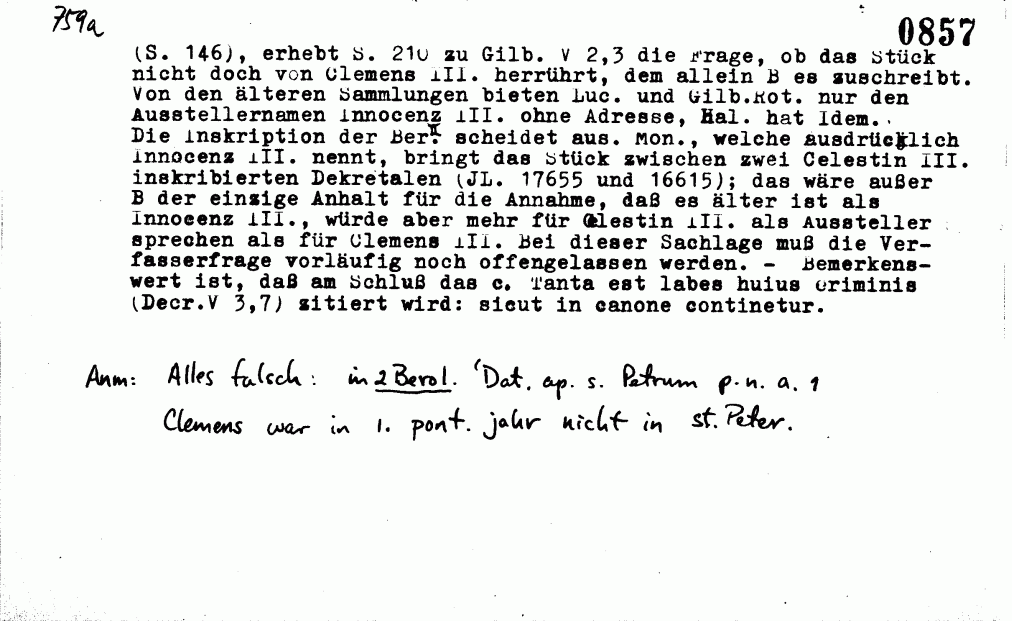 759a
0857
(S. 146), erhebt S. 210 zu Gilb. V 2,3 die Frage, ob das Stück
nicht doch von Clemens III. herrührt, dem allein B es zuschreibt.
Von den älteren Sammlungen bieten Luc. und Gilb.Rot. nur den
Ausstellernamen Innocenz III. ohne Adresse, Hal. hat Idem.
Die Inskription der Ber. II scheidet aus. Mon., welche ausdrücklich
Innocenz III. nennt, bringt das Stück zwischen zwei Celestin III.
inskribierten Dekretalen (JL. 17655 und 16615); das wäre außer
B der einzige Anhalt für die Annahme, daß es älter ist als
Innocenz III., würde aber mehr für Celestin III. als Aussteller
sprechen als für Clemens III. Bei dieser Sachlage muß die Ver-
fasserfrage vorläufig noch offengelassen werden. - Bemerkens-
wert ist, daß am Schluß das c. Tanta est labes huius criminis
(Decr.V 3,7) zitiert wird: sicut in canone continetur.
Anm: Alles falsch: in 2 Berol. 'Dat. ap. s. Petrum p. n. a. 1
Clemens war in 1. pont. jahr nicht in st. Peter.